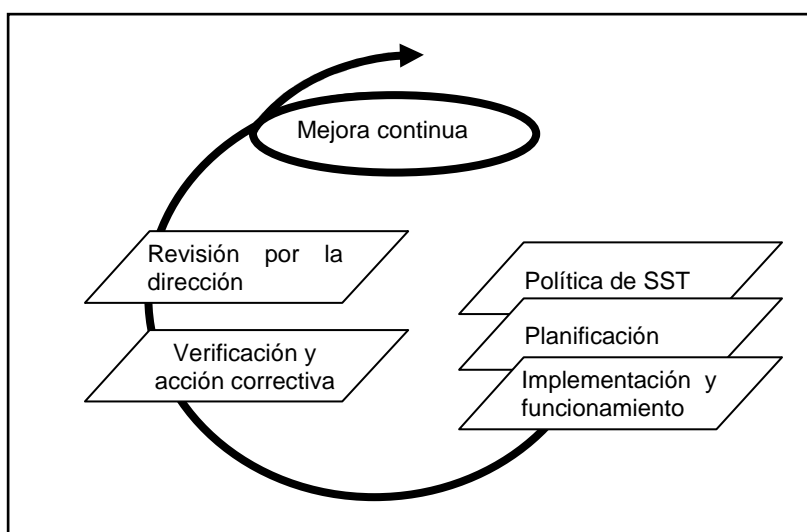 Mejora continua
Revisión por la
dirección
Política de SST
Planificación
Verificación y
acción correctiva
Implementación y
funcionamiento